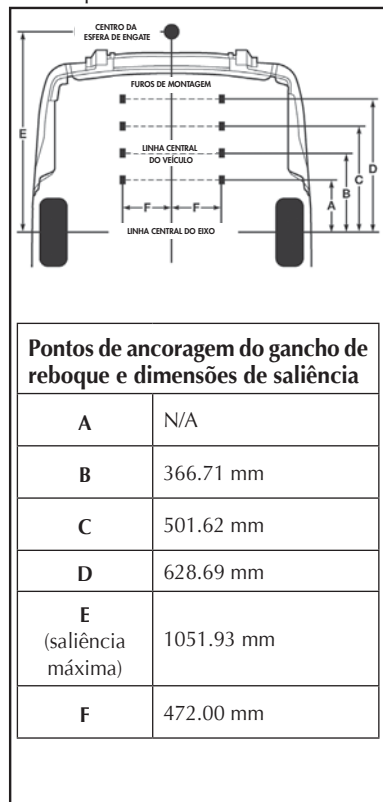 CENTRO DA
ESFERA DE ENGATE
FUROS DE MONTAGEM
E
D
LINHA CENTRAL
DO VEÍCULO
C
B
A
F
F
LINHA CENTRAL DO EIXO
Pontos de ancoragem do gancho de
reboque e dimensões de saliência
A N/A
B 366.71 mm
C 501.62 mm
D 628.69 mm
E
(saliência
máxima)
1051.93 mm
F 472.00 mm